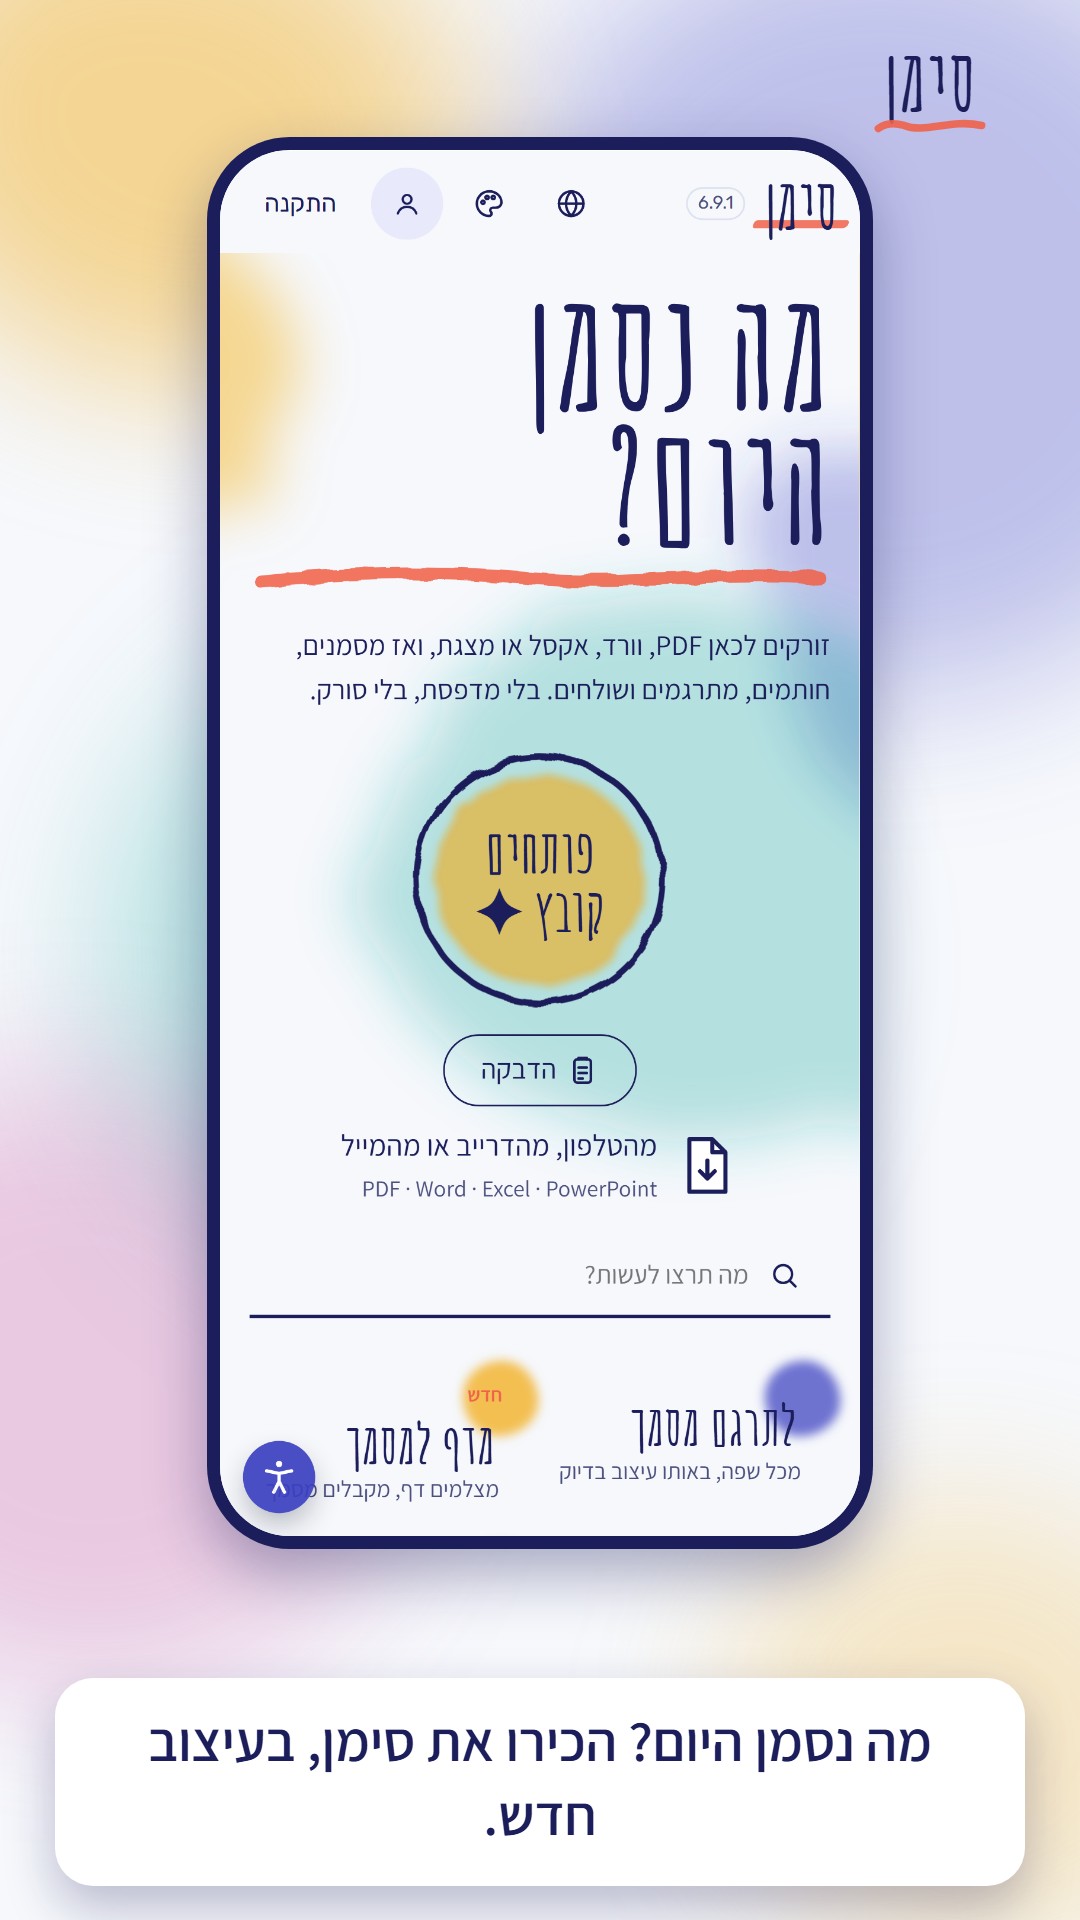 סימן
סימן 6.9.1 התקנה
מה נסמן
היום?
זורקים לכאן PDF, וורד, אקסל או מצגת, ואז מסמנים,
חותמים, מתרגמים ושולחים. בלי מדפסת, בלי סורק.
פותחים
קובץ
הדבקה
מהטלפון, מהדרייב או מהמייל
PDF · Word · Excel · PowerPoint
מה תרצו לעשות?
לתרגם מסמך
מכל שפה, באותו עיצוב בדיוק
חדש
מדף למסמך
מצלמים דף, מקבלים
מה נסמן היום? הכירו את סימן, בעיצוב
חדש.